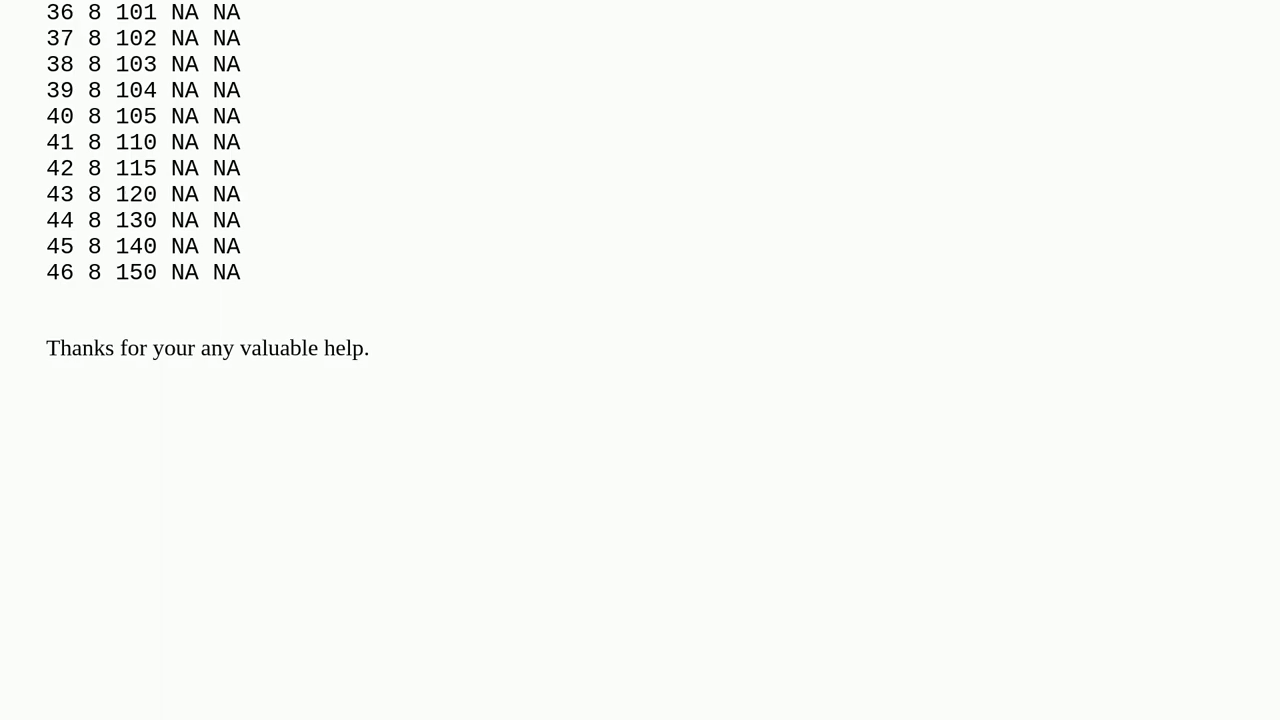 36 8 101 NA NA
37 8 102 NA NA
38 8 103 NA NA
39 8 104 NA NA
40 8 105 NA NA
41 8 110 NA NA
42 8 115 NA NA
43 8 120 NA NA
44 8 130 NA NA
45 8 140 NA NA
46 8 150 NA NA
Thanks for your any valuable help.